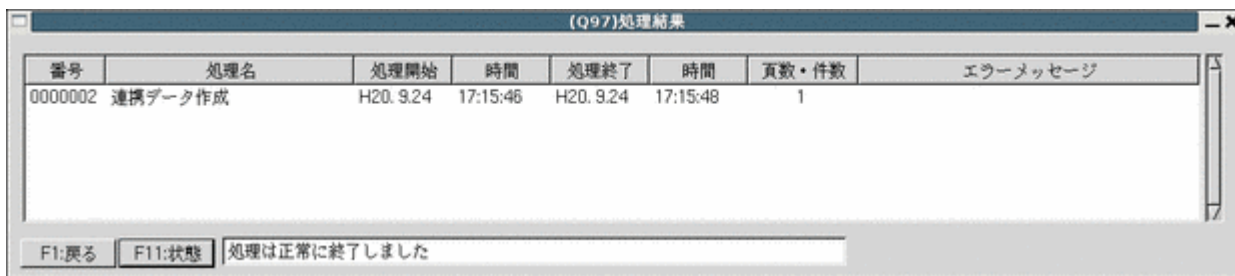 (Q97)処理結果
番号 処理名 処理開始 時間 処理終了 時間 頁数・件数 エラーメッセージ
0000002 連携データ作成 H20. 9.24 17:15:46 H20. 9.24 17:15:48 1
F1:戻る F11:状態 処理は正常に終了しました